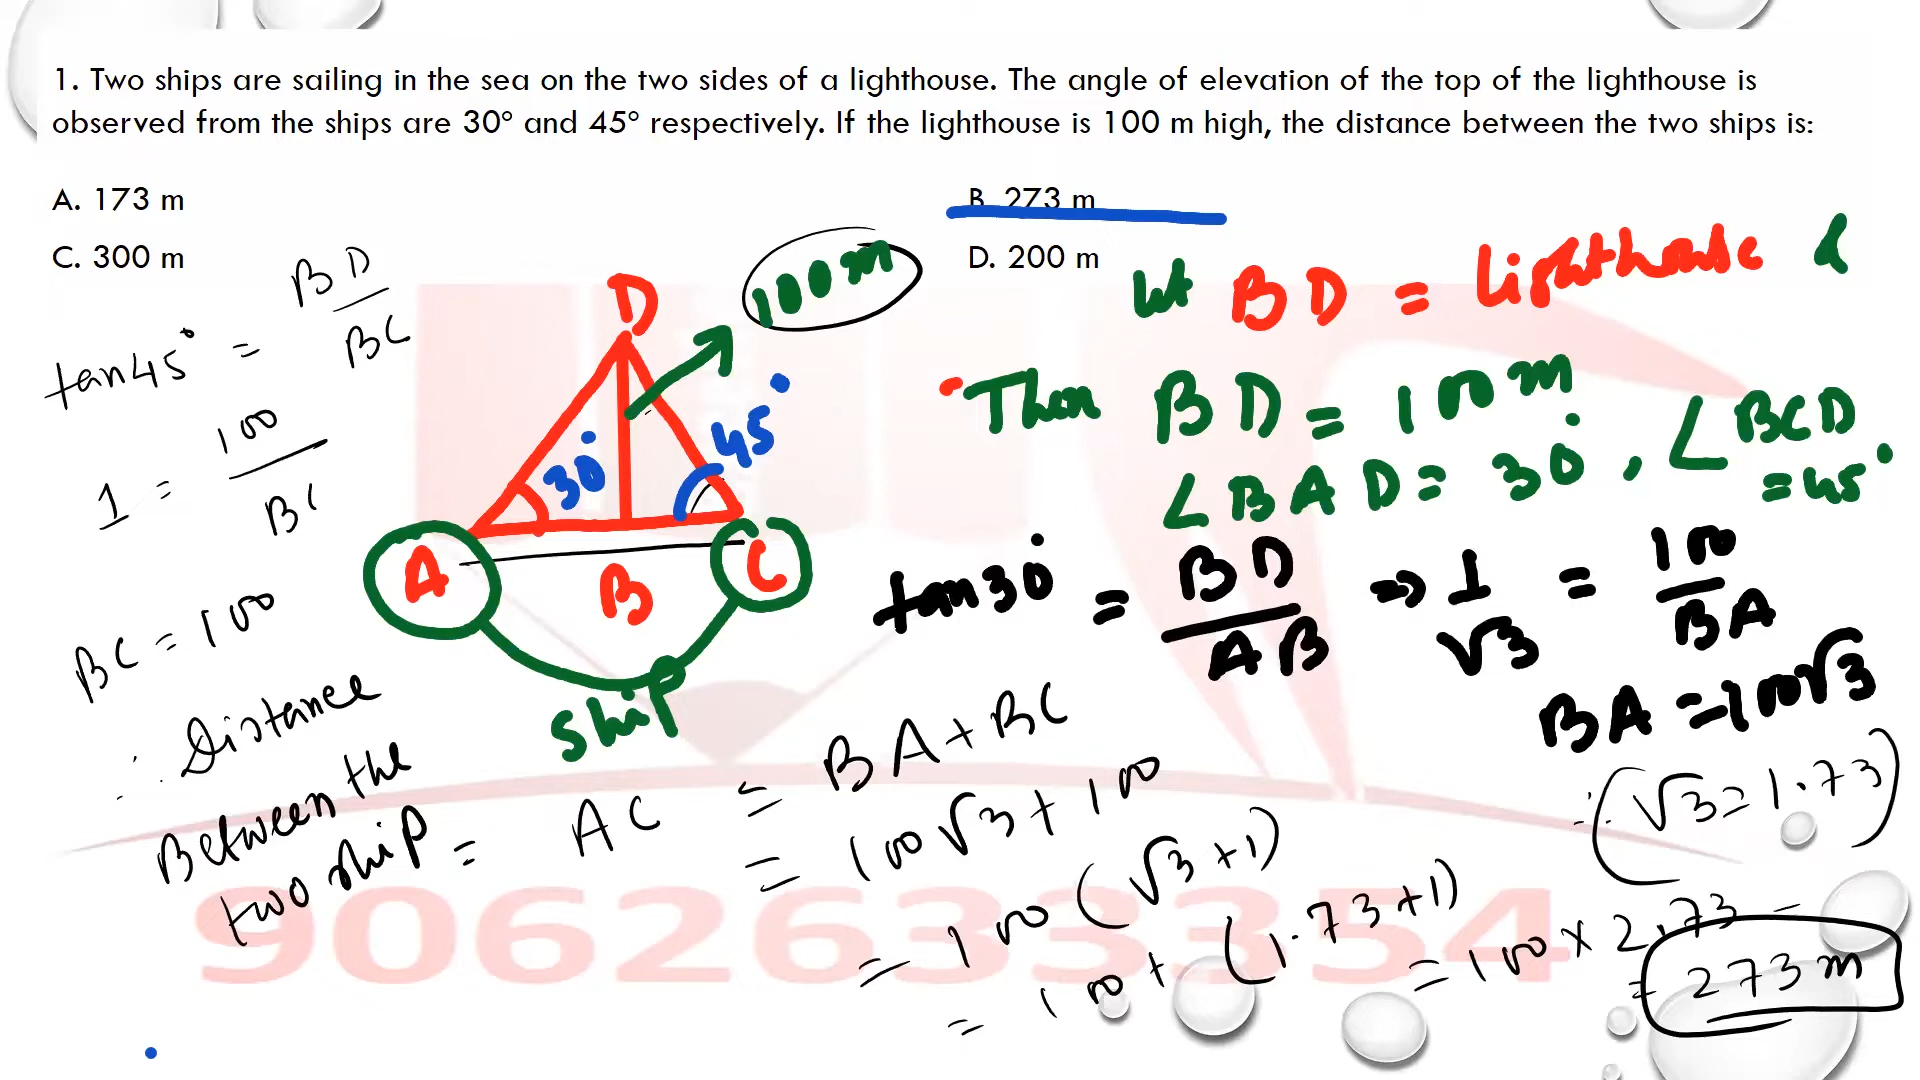 1. Two ships are sailing in the sea on the two sides of a lighthouse. The angle of elevation of the top of the lighthouse is
observed from the ships are 30° and 45° respectively. If the lighthouse is 100 m high, the distance between the two ships is:
A. 173 m
B. 273 m
C. 300 m
D. 200 m
let BD = lighthouse &
Then BD = 100 m
∠BAD = 30°, ∠BCD
= 45°
tan30° = BD/AB ⇒ 1/√3 = 100/BA
BA = 100√3
(∵ √3 = 1.73)
D
100 m
30°
45°
A
B
C
Ship
tan45° = BD/BC
1 = 100/BC
BC = 100
∴ Distance
Between the
two ship = AC = BA + BC
= 100√3 + 100
= 100 (√3 + 1)
= 100 + (1.73 + 1)
= 100 × 2.73 =
= 273 m
9062633354